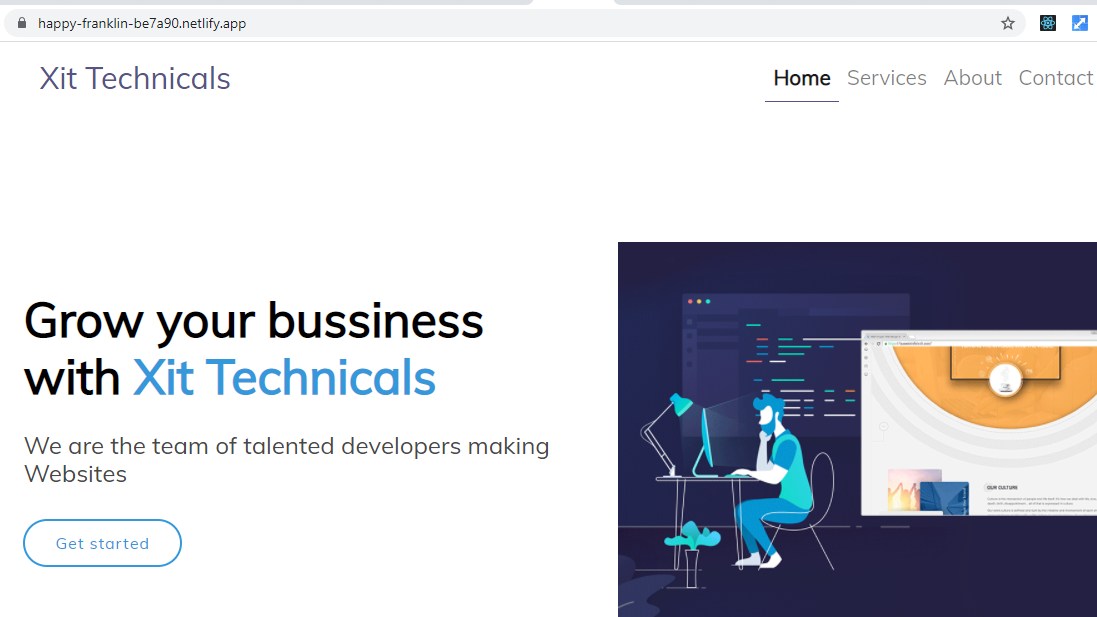 happy-franklin-be7a90.netlify.app
Xit Technicals
Home Services About Contact
Grow your bussiness
with Xit Technicals
We are the team of talented developers making
Websites
Get started
OUR CULTURE